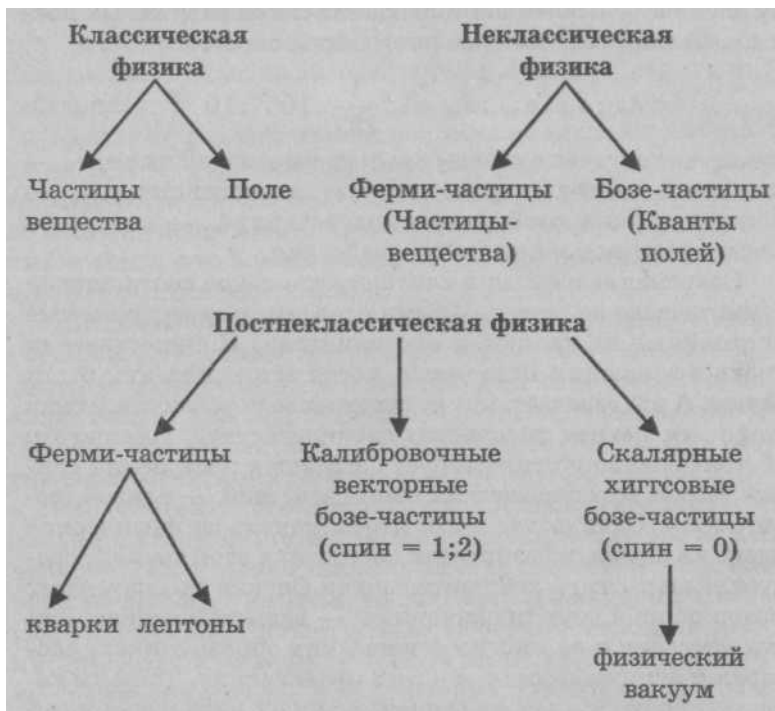 Классическая
физика
Неклассическая
физика
Частицы
вещества
Поле
Ферми-частицы
(Частицы-
вещества)
Бозе-частицы
(Кванты
полей)
Постнеклассическая физика
Ферми-частицы
Калибровочные
векторные
бозе-частицы
(спин = 1;2)
Скалярные
хиггсовые
бозе-частицы
(спин = 0)
кварки лептоны
физический
вакуум